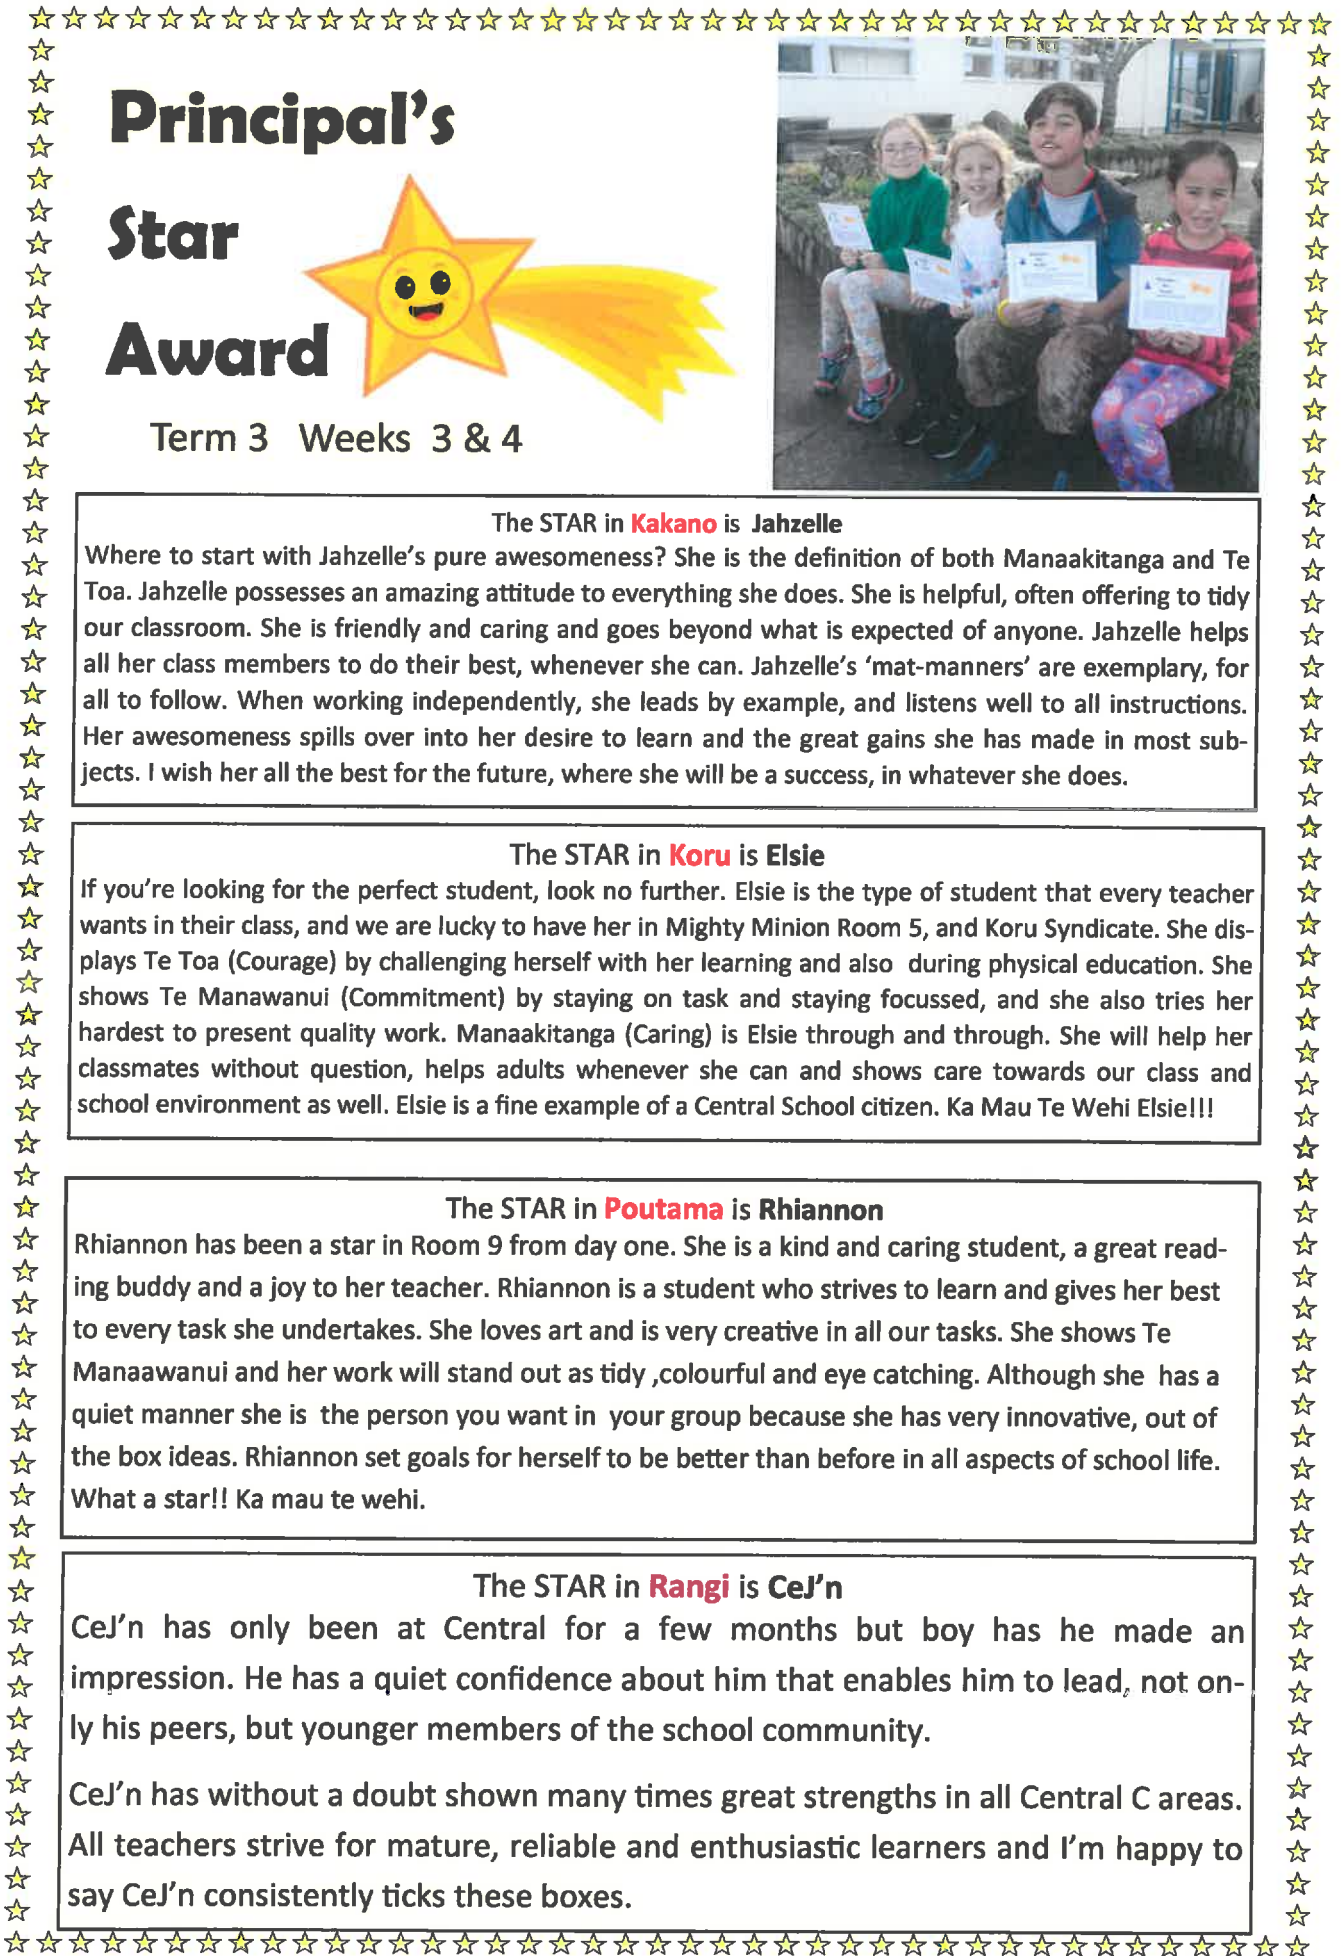 Principal's
Star
Award
Term 3 Weeks 3 & 4
The STAR in Kakano is Jahzelle
Where to start with Jahzelle's pure awesomeness? She is the definition of both Manaakitanga and Te
Toa. Jahzelle possesses an amazing attitude to everything she does. She is helpful, often offering to tidy
our classroom. She is friendly and caring and goes beyond what is expected of anyone. Jahzelle helps
all her class members to do their best, whenever she can. Jahzelle's 'mat-manners' are exemplary, for
all to follow. When working independently, she leads by example, and listens well to all instructions.
Her awesomeness spills over into her desire to learn and the great gains she has made in most sub-
jects. I wish her all the best for the future, where she will be a success, in whatever she does.
The STAR in Koru is Elsie
If you're looking for the perfect student, look no further. Elsie is the type of student that every teacher
wants in their class, and we are lucky to have her in Mighty Minion Room 5, and Koru Syndicate. She dis-
plays Te Toa (Courage) by challenging herself with her learning and also during physical education. She
shows Te Manawanui (Commitment) by staying on task and staying focussed, and she also tries her
hardest to present quality work. Manaakitanga (Caring) is Elsie through and through. She will help her
classmates without question, helps adults whenever she can and shows care towards our class and
school environment as well. Elsie is a fine example of a Central School citizen. Ka Mau Te Wehi Elsie!!!
The STAR in Poutama is Rhiannon
Rhiannon has been a star in Room 9 from day one. She is a kind and caring student, a great read-
ing buddy and a joy to her teacher. Rhiannon is a student who strives to learn and gives her best
to every task she undertakes. She loves art and is very creative in all our tasks. She shows Te
Manaawanui and her work will stand out as tidy ,colourful and eye catching. Although she has a
quiet manner she is the person you want in your group because she has very innovative, out of
the box ideas. Rhiannon set goals for herself to be better than before in all aspects of school life.
What a star!! Ka mau te wehi.
The STAR in Rangi is CeJ'n
CeJ'n has only been at Central for a few months but boy has he made an
impression. He has a quiet confidence about him that enables him to lead, not on-
ly his peers, but younger members of the school community.
CeJ'n has without a doubt shown many times great strengths in all Central C areas.
All teachers strive for mature, reliable and enthusiastic learners and I'm happy to
say CeJ'n consistently ticks these boxes.